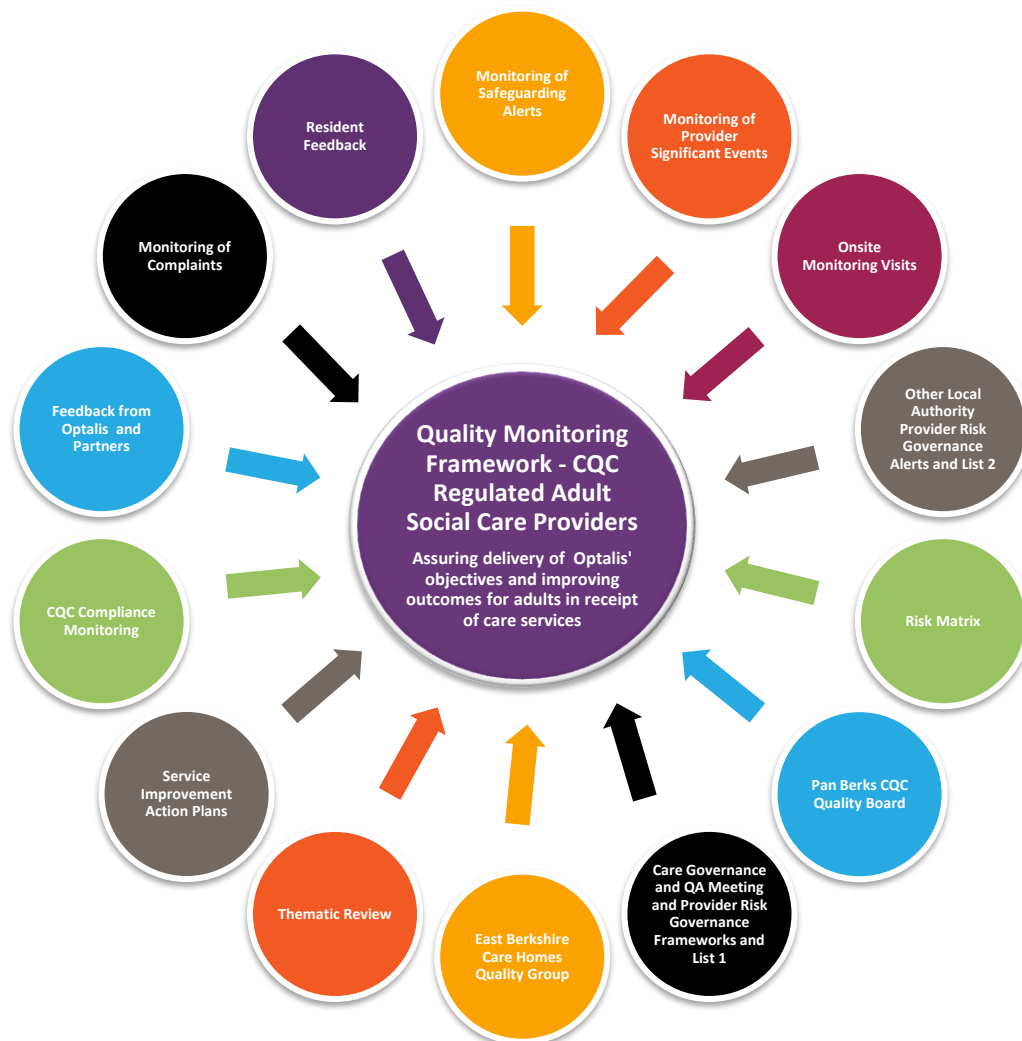 Monitoring of
Safeguarding
Alerts
Monitoring of
Provider
Significant Events
Onsite
Monitoring Visits
Other Local
Authority
Provider Risk
Governance
Alerts and List 2
Risk Matrix
Pan Berks CQC
Quality Board
Care Governance
and QA Meeting
and Provider Risk
Governance
Frameworks and
List 1
East Berkshire
Care Homes
Quality Group
Thematic Review
Service
Improvement
Action Plans
CQC Compliance
Monitoring
Feedback from
Optalis and
Partners
Monitoring of
Complaints
Resident
Feedback
Quality Monitoring
Framework - CQC
Regulated Adult
Social Care Providers
Assuring delivery of Optalis'
objectives and improving
outcomes for adults in receipt
of care services